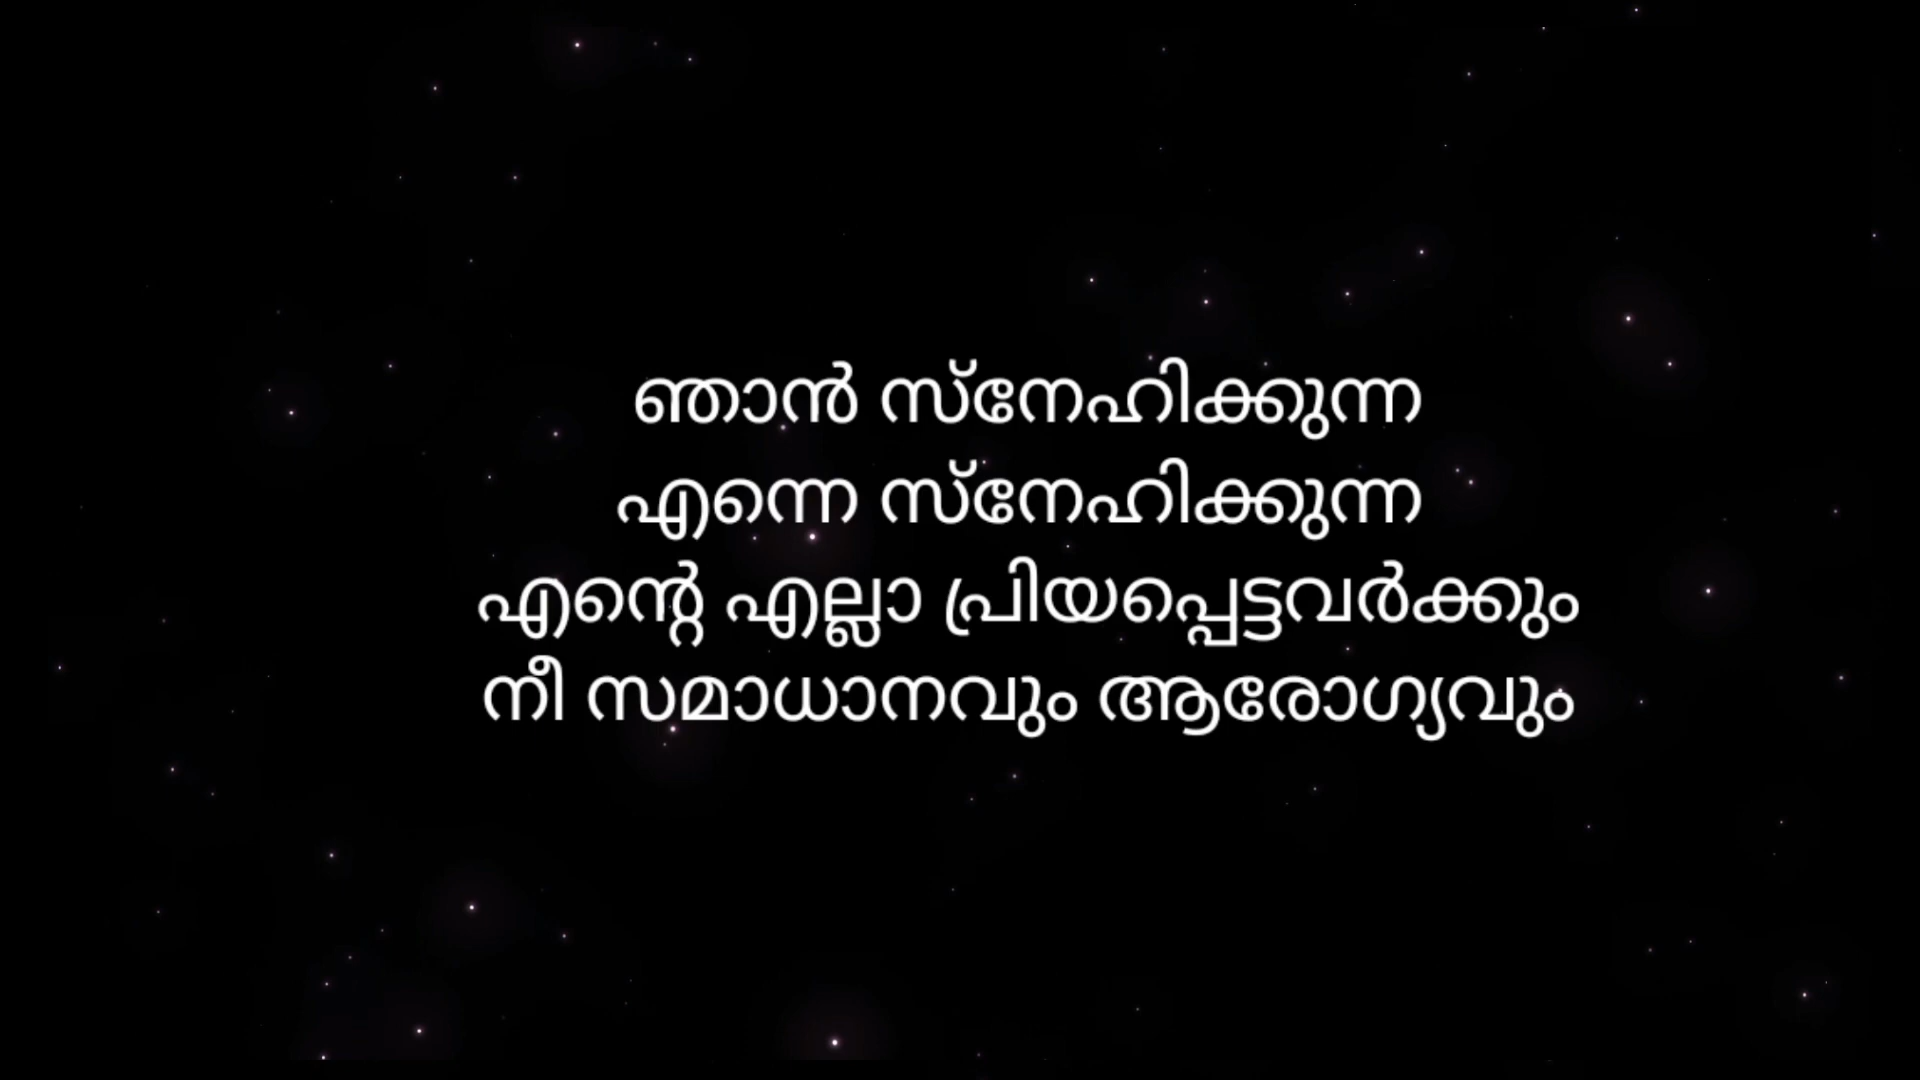 ഞാൻ സ്നേഹിക്കുന്ന
എന്നെ സ്നേഹിക്കുന്ന
എന്റെ എല്ലാ പ്രിയപ്പെട്ടവർക്കും
നീ സമാധാനവും ആരോഗ്യവും